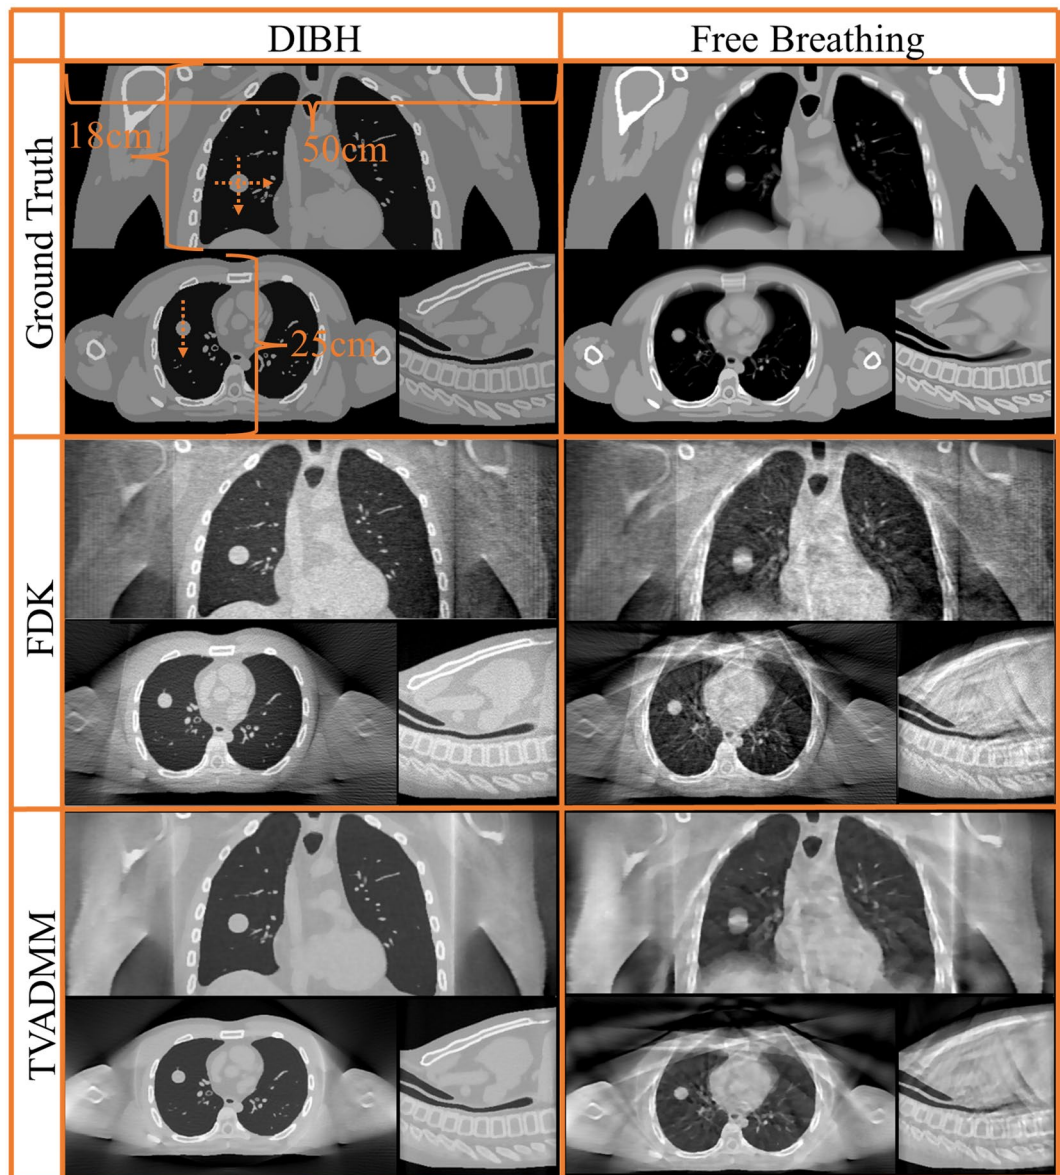 DIBH
Free Breathing
Ground Truth
18cm
50cm
25cm
FDK
TVADMM